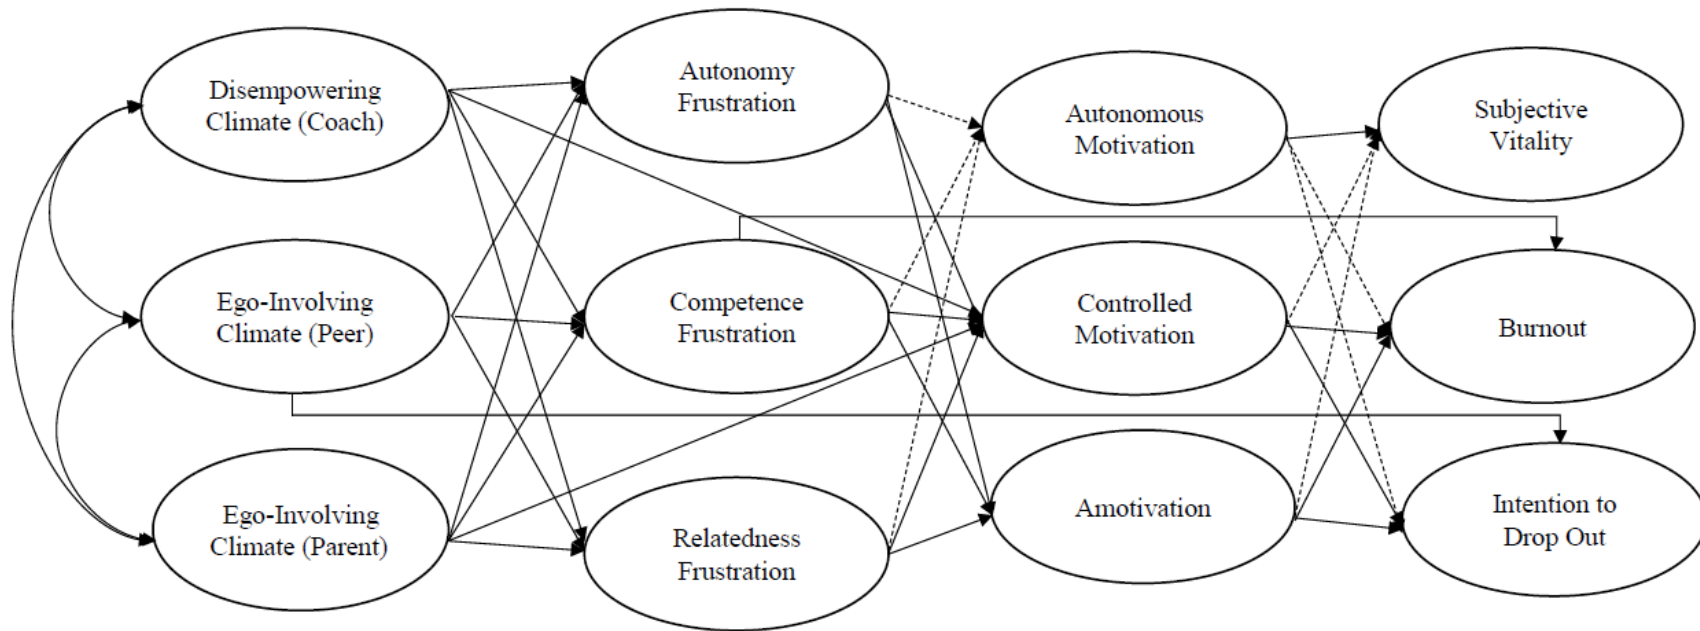 Disempowering
Climate (Coach)
Ego-Involving
Climate (Peer)
Ego-Involving
Climate (Parent)
Autonomy
Frustration
Competence
Frustration
Relatedness
Frustration
Autonomous
Motivation
Controlled
Motivation
Amotivation
Subjective
Vitality
Burnout
Intention to
Drop Out